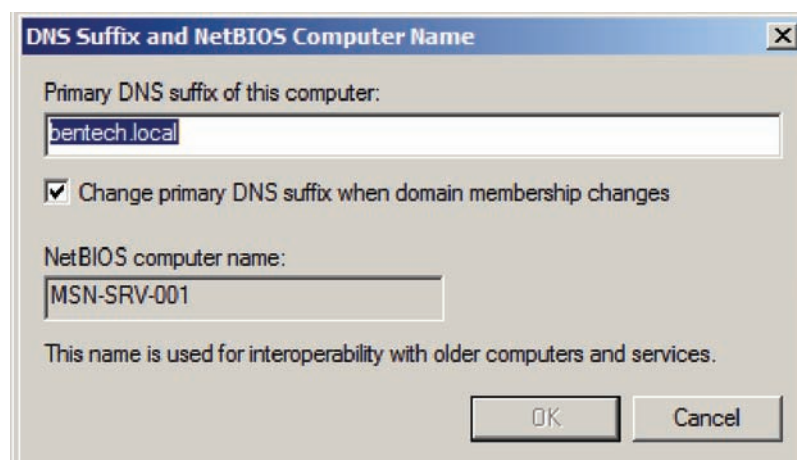 DNS Suffix and NetBIOS Computer Name
Primary DNS suffix of this computer:
bentech.local
Change primary DNS suffix when domain membership changes
NetBIOS computer name:
MSN-SRV-001
This name is used for interoperability with older computers and services.
OK
Cancel